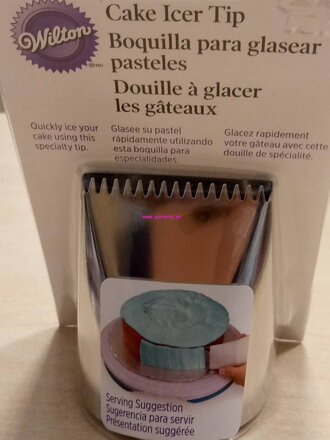 Wilton
Cake Icer Tip
Boquilla para glasear
pasteles
Douille à glacer
les gâteaux
Quickly ice your
cake using this
specialty tip.
Glasee su pastel
rápidamente utilizando
esta boquilla para
especialidades.
Glacez rapidement
votre gâteau avec cette
douille de spécialité.
Serving Suggestion
Sugerencia para servir
Présentation suggérée